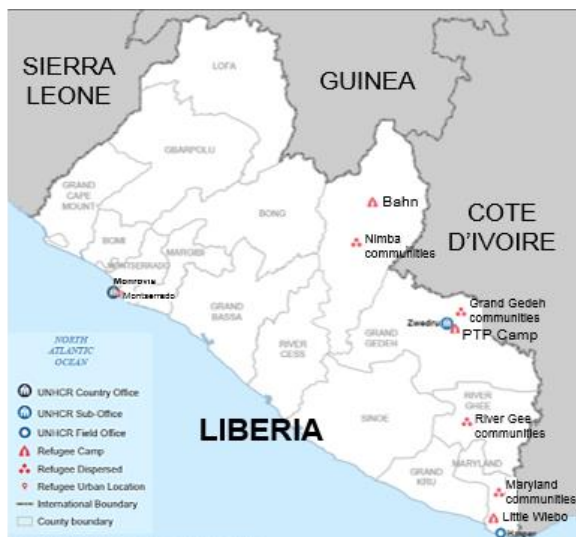 SIERRA
LEONE
GUINEA
COTE
D'IVOIRE
LOFA
GBARPOLU
GRAND
CAPE
MOUNT
BONG
BOMI
MARGIBI
MONTSERRADO
Monrovia
Montserrado
Bahn
Nimba
communities
GRAND
BASSA
RIVER
CESS
GRAND
GEDEH
Zwedru
Grand Gedeh
communities
PTP Camp
SINOE
RIVER
GHEE
River Gee
communities
LIBERIA
GRAND
KRU
MARYLAND
Maryland
communities
Little Wlebo
Harper
NORTH
ATLANTIC
OCEAN
UNHCR Country Office
UNHCR Sub-Office
UNHCR Field Office
Refugee Camp
Refugee Dispersed
Refugee Urban Location
International Boundary
County boundary